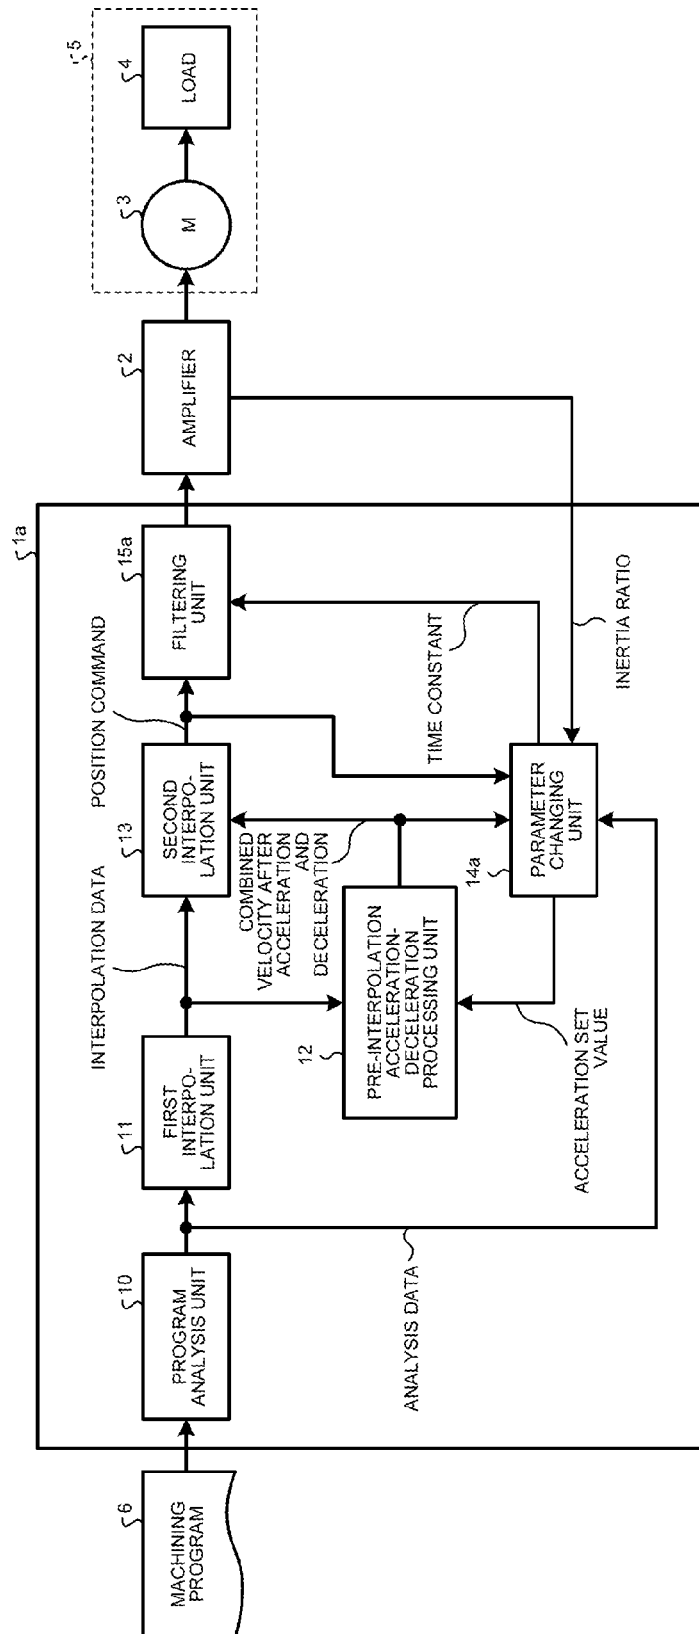 6
MACHINING
PROGRAM
1a
10
PROGRAM
ANALYSIS UNIT
ANALYSIS DATA
11
FIRST
INTERPO-
LATION UNIT
INTERPOLATION DATA
12
PRE-INTERPOLATION
ACCELERATION-
DECELERATION
PROCESSING UNIT
ACCELERATION SET
VALUE
13
SECOND
INTERPO-
LATION UNIT
COMBINED
VELOCITY AFTER
ACCELERATION
AND
DECELERATION
14a
PARAMETER
CHANGING
UNIT
POSITION COMMAND
TIME CONSTANT
15a
FILTERING
UNIT
INERTIA RATIO
2
AMPLIFIER
3
M
4
LOAD
5